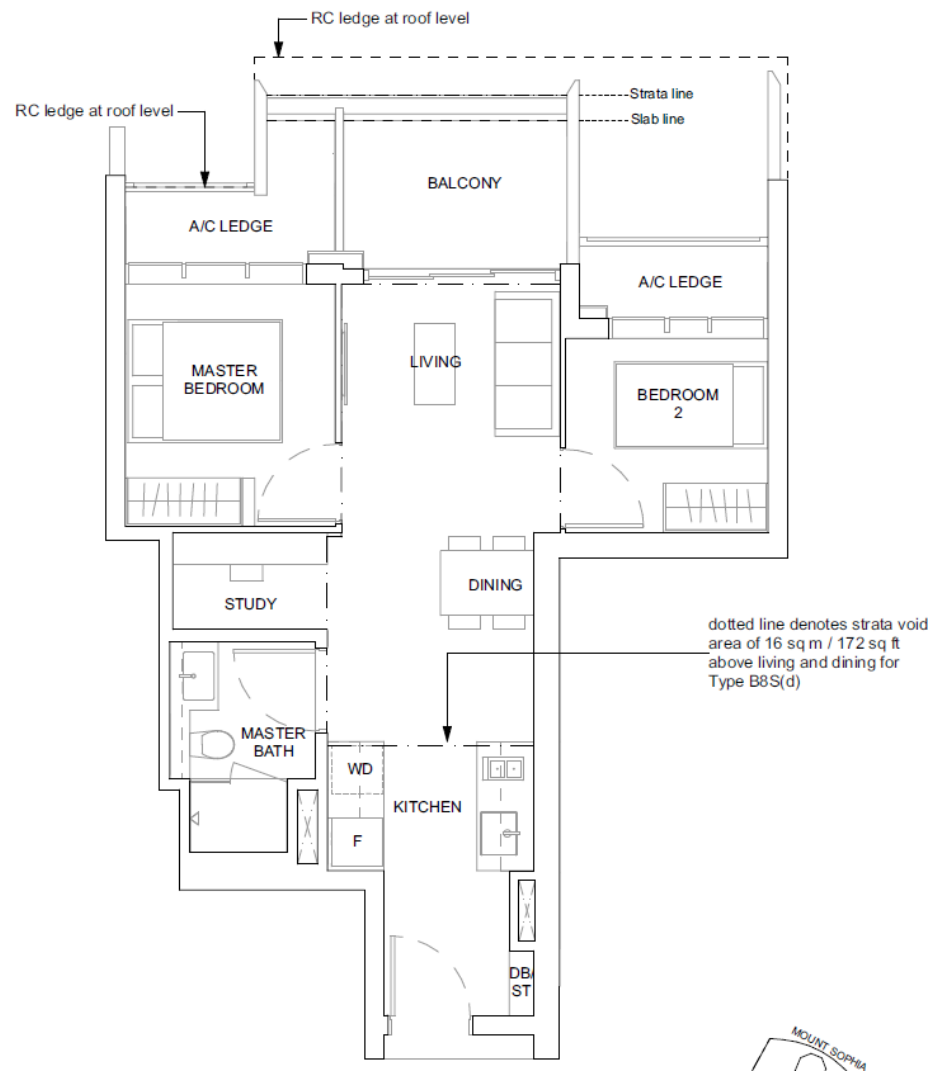 RC ledge at roof level
Strata line
RC ledge at roof level
Slab line
BALCONY
A/C LEDGE
A/C LEDGE
LIVING
MASTER
BEDROOM
BEDROOM
2
DINING
STUDY
dotted line denotes strata void
area of 16 sq m / 172 sq ft
above living and dining for
Type B8S(d)
MASTER
BATH
WD
KITCHEN
F
DB/
ST
MOUNT SOPHIA